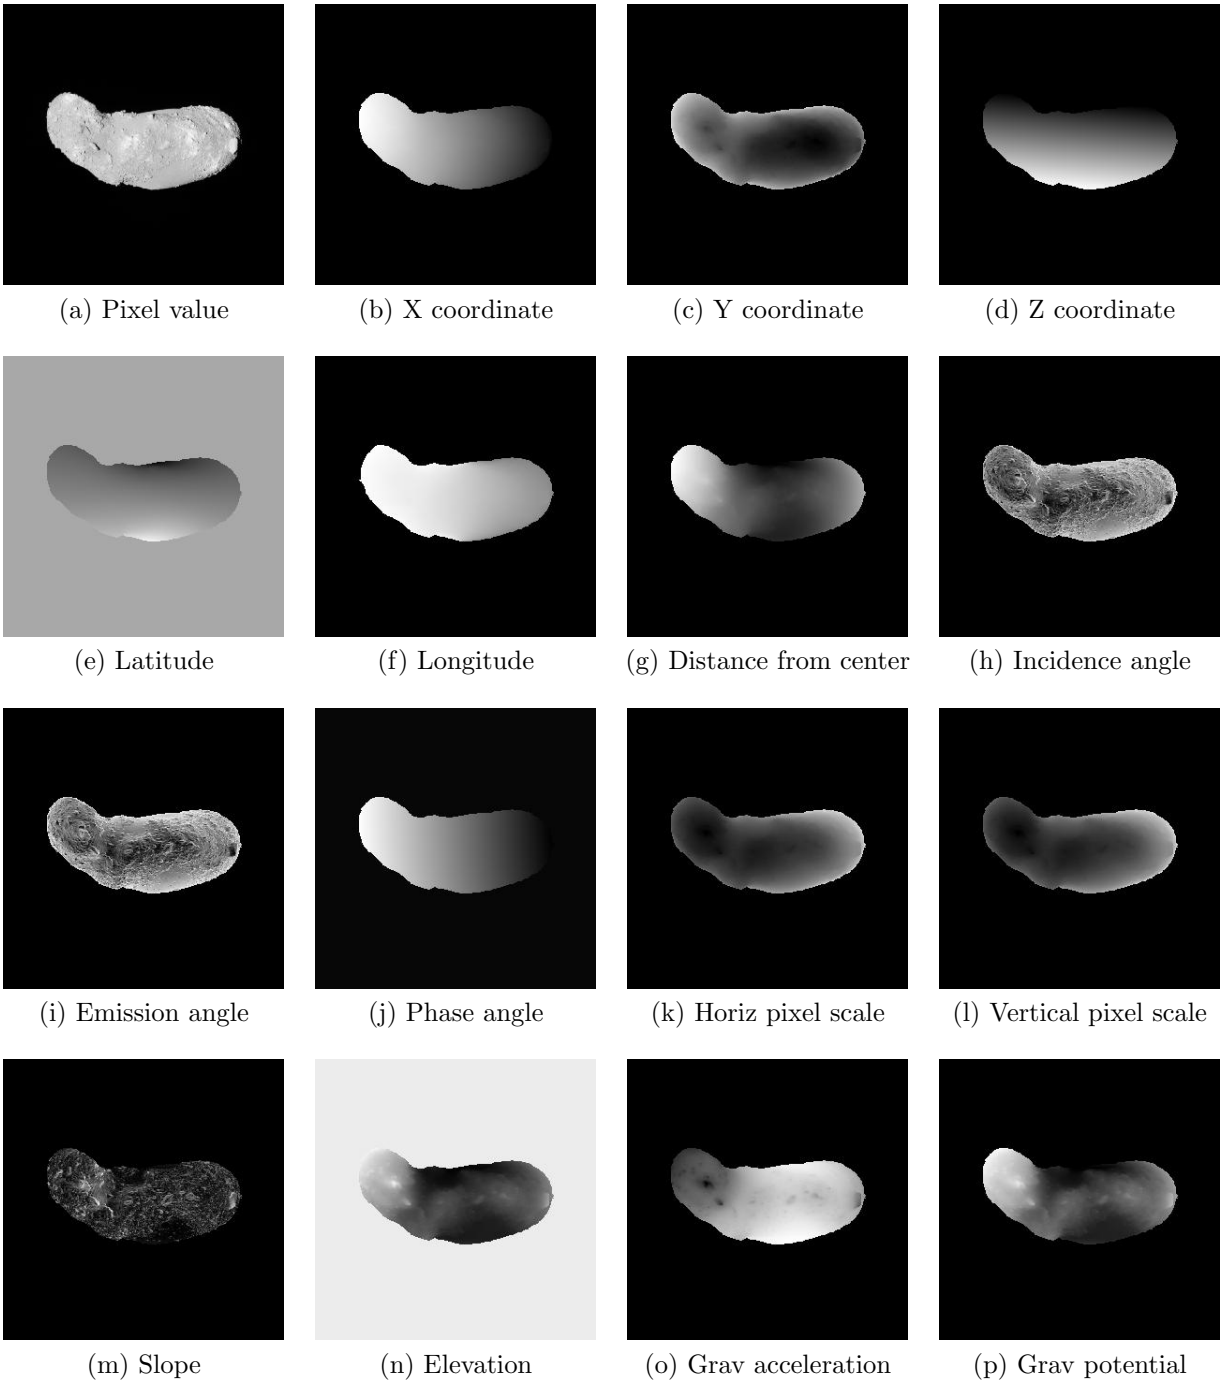 (a) Pixel value
(b) X coordinate
(c) Y coordinate
(d) Z coordinate
(e) Latitude
(f) Longitude
(g) Distance from center
(h) Incidence angle
(i) Emission angle
(j) Phase angle
(k) Horiz pixel scale
(l) Vertical pixel scale
(m) Slope
(n) Elevation
(o) Grav acceleration
(p) Grav potential